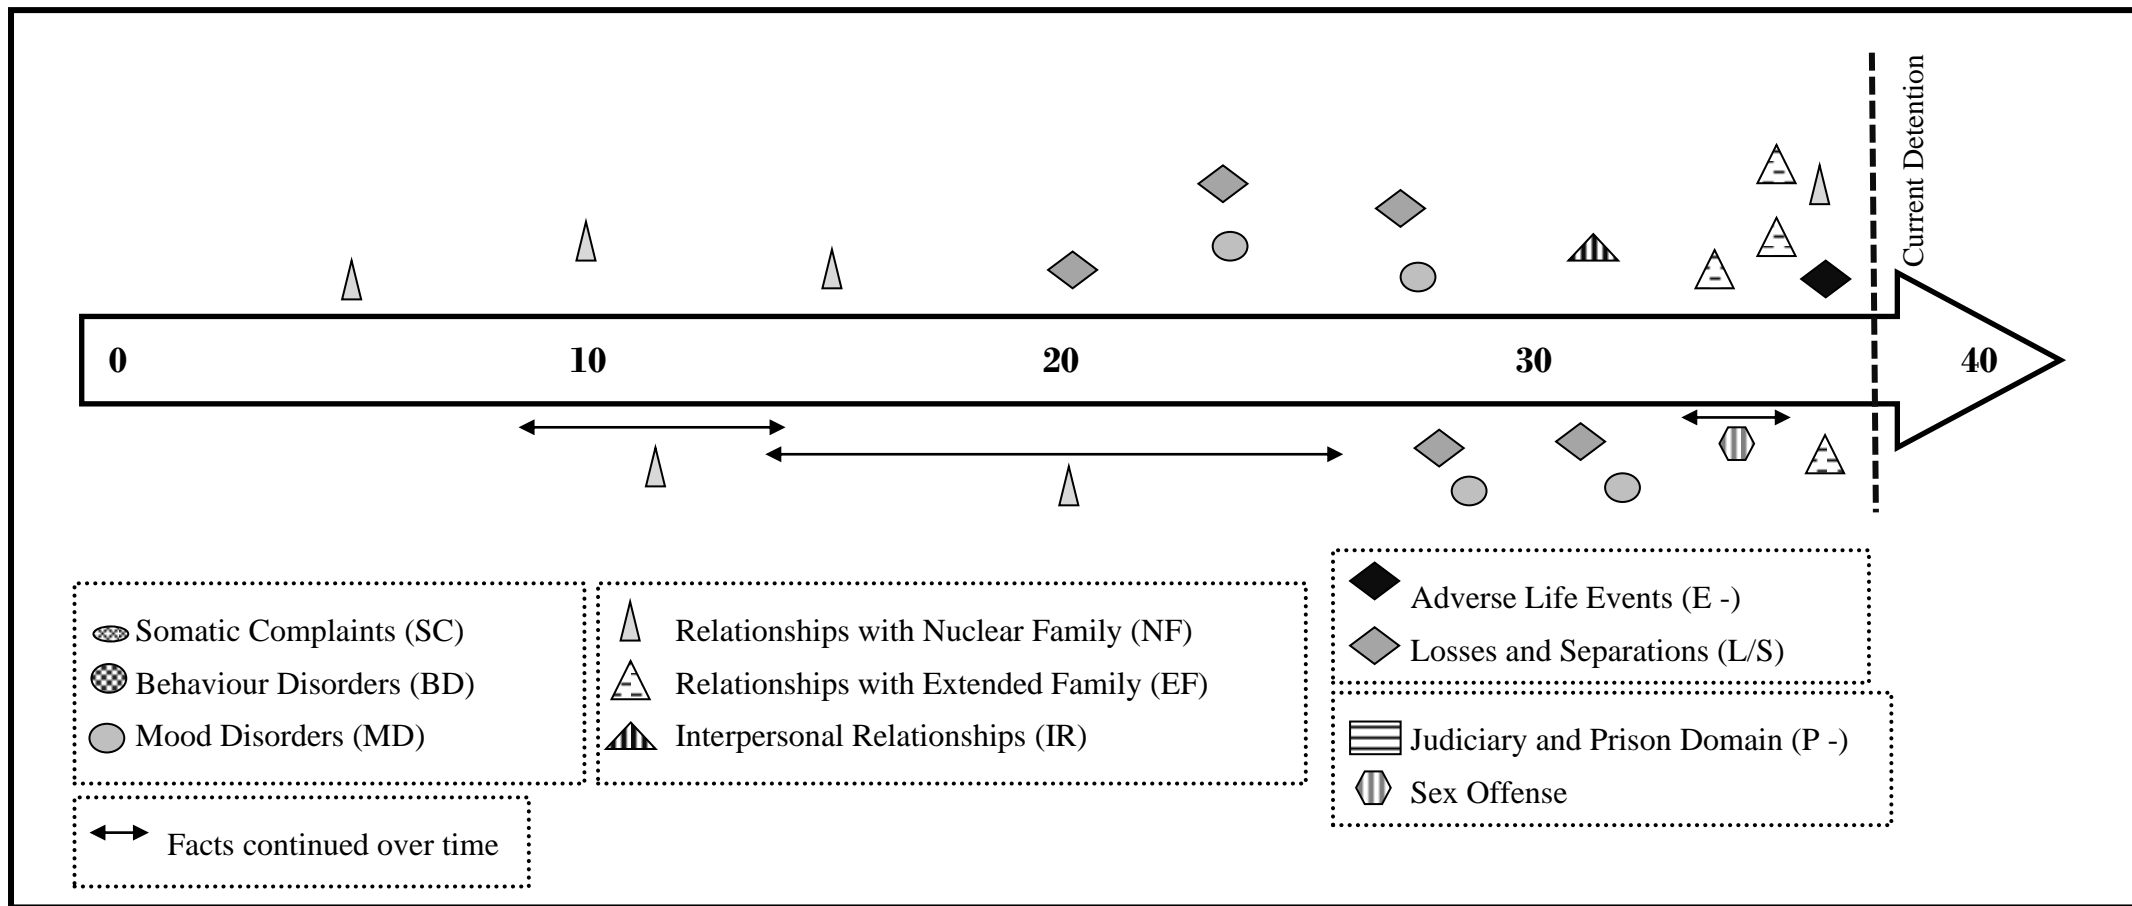 Current Detention
0
10
20
30
40
Somatic Complaints (SC)
Behaviour Disorders (BD)
Mood Disorders (MD)
Relationships with Nuclear Family (NF)
Relationships with Extended Family (EF)
Interpersonal Relationships (IR)
Adverse Life Events (E -)
Losses and Separations (L/S)
Judiciary and Prison Domain (P -)
Sex Offense
Facts continued over time